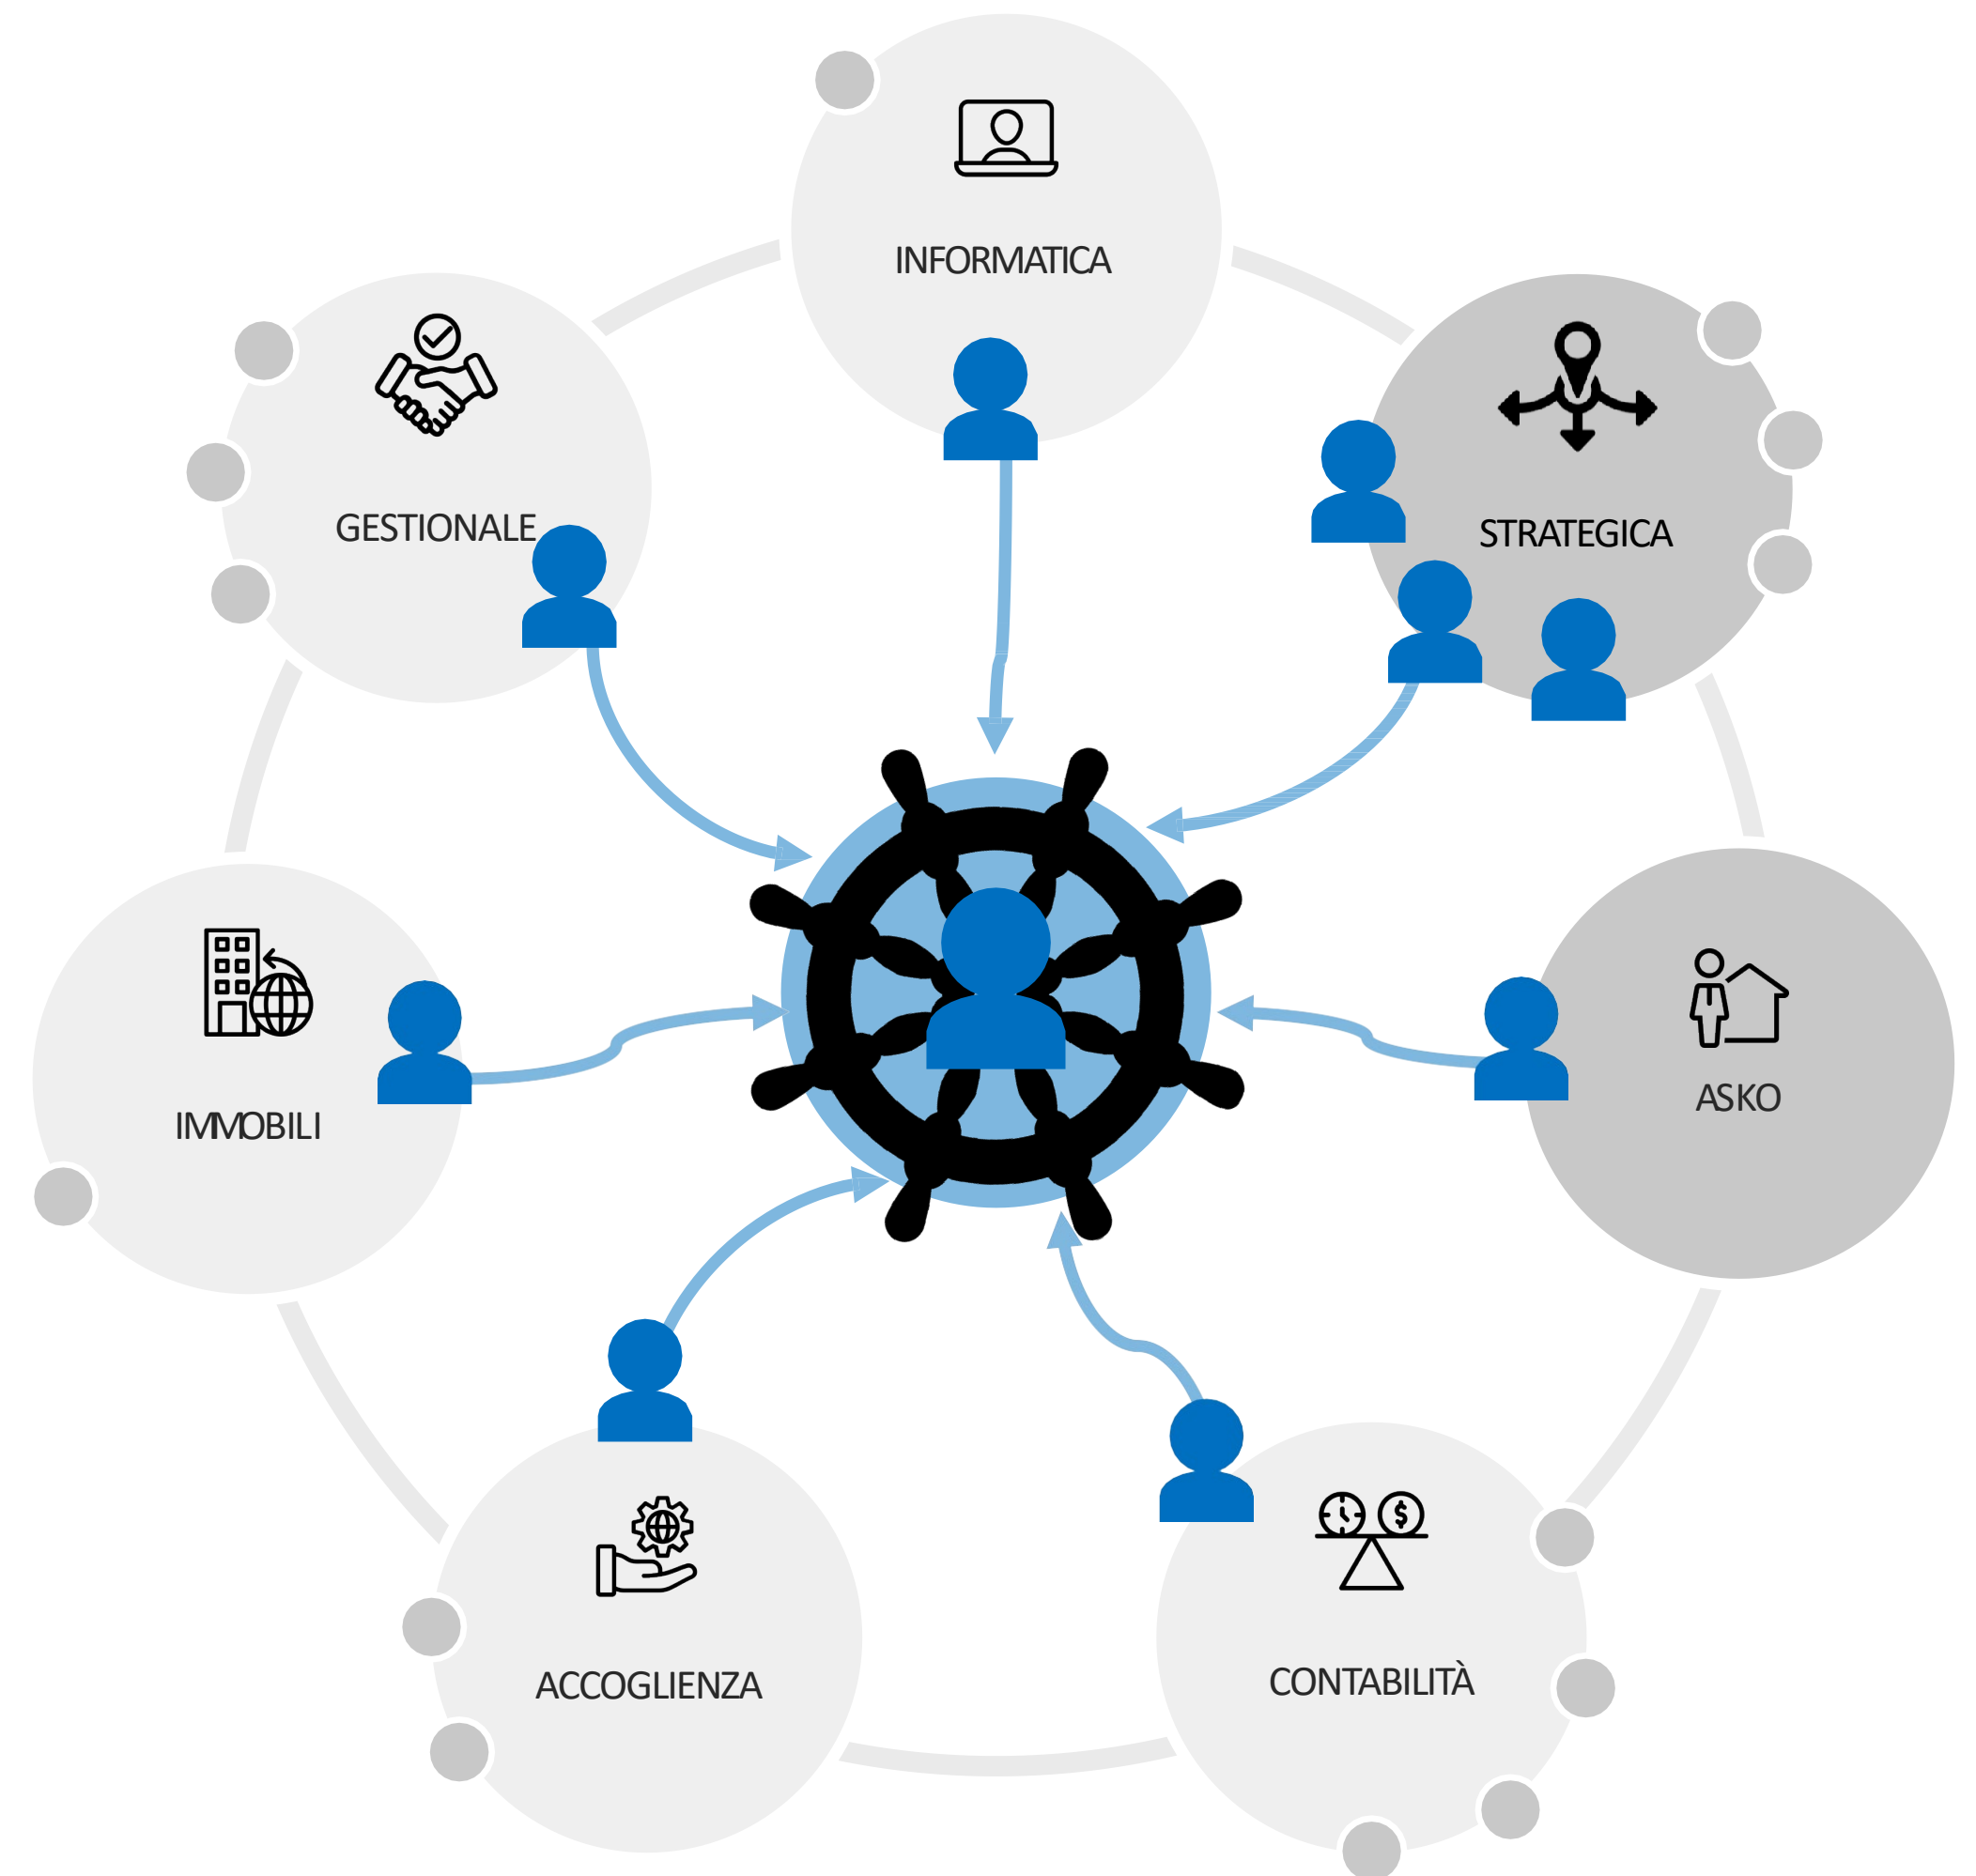 INFORMATICA
GESTIONALE
STRATEGICA
IMMOBILI
ASKO
ACCOGLIENZA
CONTABILITÀ